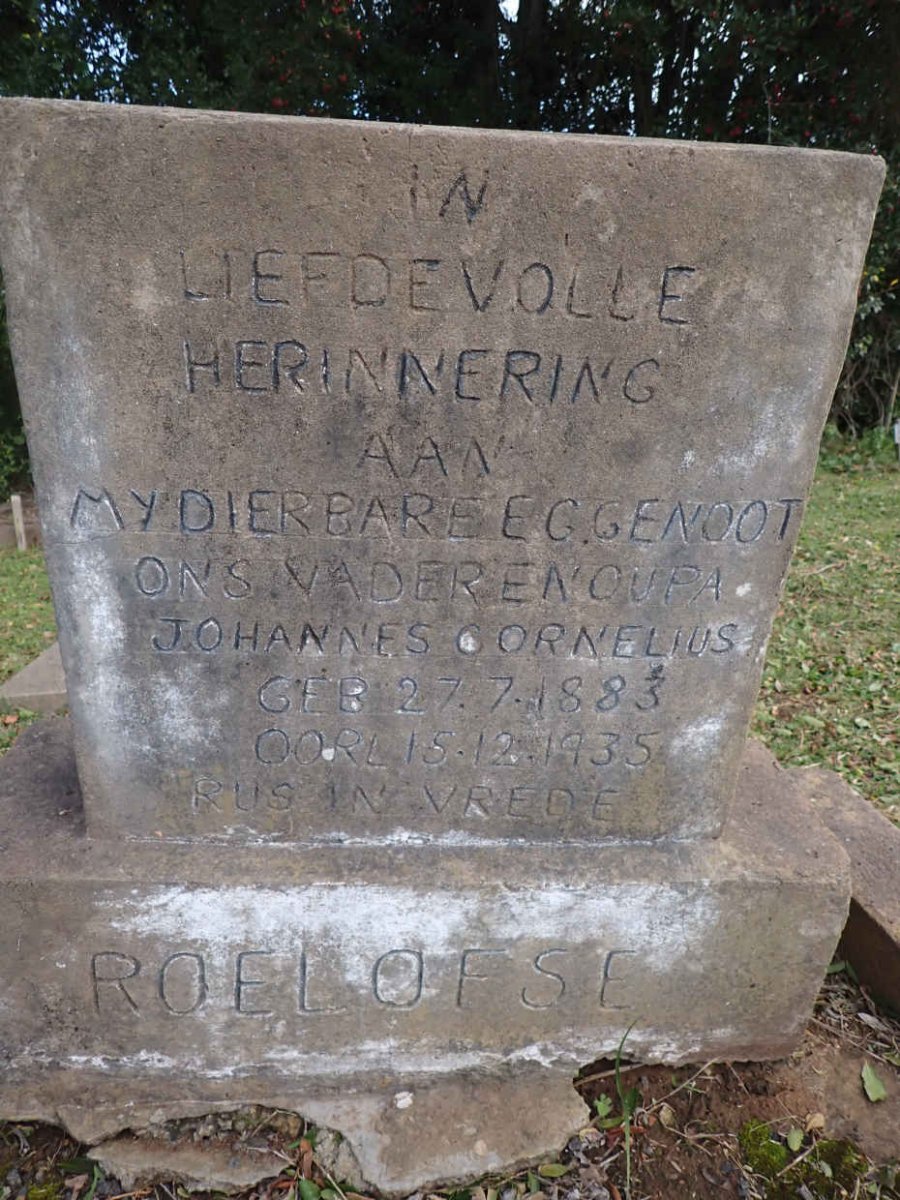 IN
LIEFDEVOLLE
HERINNERING
AAN
MY DIERBARE EGGENOOT
ONS VADER EN OUPA
JOHANNES CORNELIUS
GEB 27.7.1883
OORL 15.12.1935
RUS IN VREDE
ROELOFSE